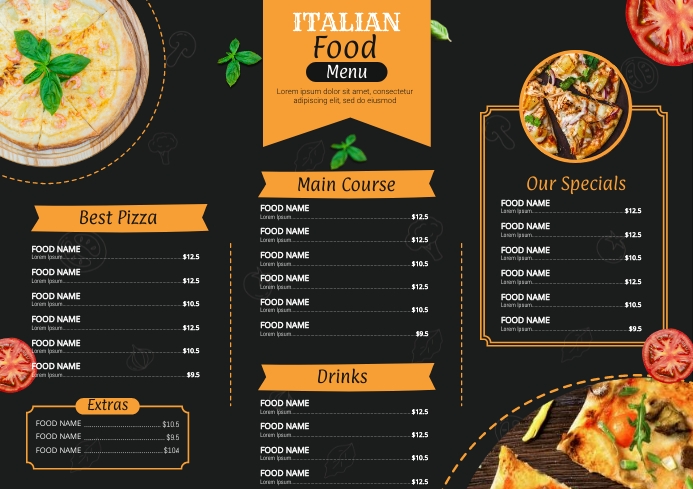 ITALIAN
Food
Menu
Lorem ipsum dolor sit amet, consectetur
adipiscing elit, sed do eiusmod
Best Pizza
FOOD NAME
Lorem Ipsum $12.5
FOOD NAME
Lorem Ipsum $12.5
FOOD NAME
Lorem Ipsum $10.5
FOOD NAME
Lorem Ipsum $12.5
FOOD NAME
Lorem Ipsum $10.5
FOOD NAME
Lorem Ipsum $9.5
Extras
FOOD NAME $10.5
FOOD NAME $9.5
FOOD NAME $10#
Main Course
FOOD NAME
Lorem Ipsum $12.5
FOOD NAME
Lorem Ipsum $12.5
FOOD NAME
Lorem Ipsum $10.5
FOOD NAME
Lorem Ipsum $12.5
FOOD NAME
Lorem Ipsum $10.5
FOOD NAME
Lorem Ipsum $9.5
Drinks
FOOD NAME
Lorem Ipsum $12.5
FOOD NAME
Lorem Ipsum $12.5
FOOD NAME
Lorem Ipsum $10.5
FOOD NAME
Lorem Ipsum $12.5
Our Specials
FOOD NAME
Lorem Ipsum $12.5
FOOD NAME
Lorem Ipsum $12.5
FOOD NAME
Lorem Ipsum $10.5
FOOD NAME
Lorem Ipsum $12.5
FOOD NAME
Lorem Ipsum $10.5
FOOD NAME
Lorem Ipsum $9.5